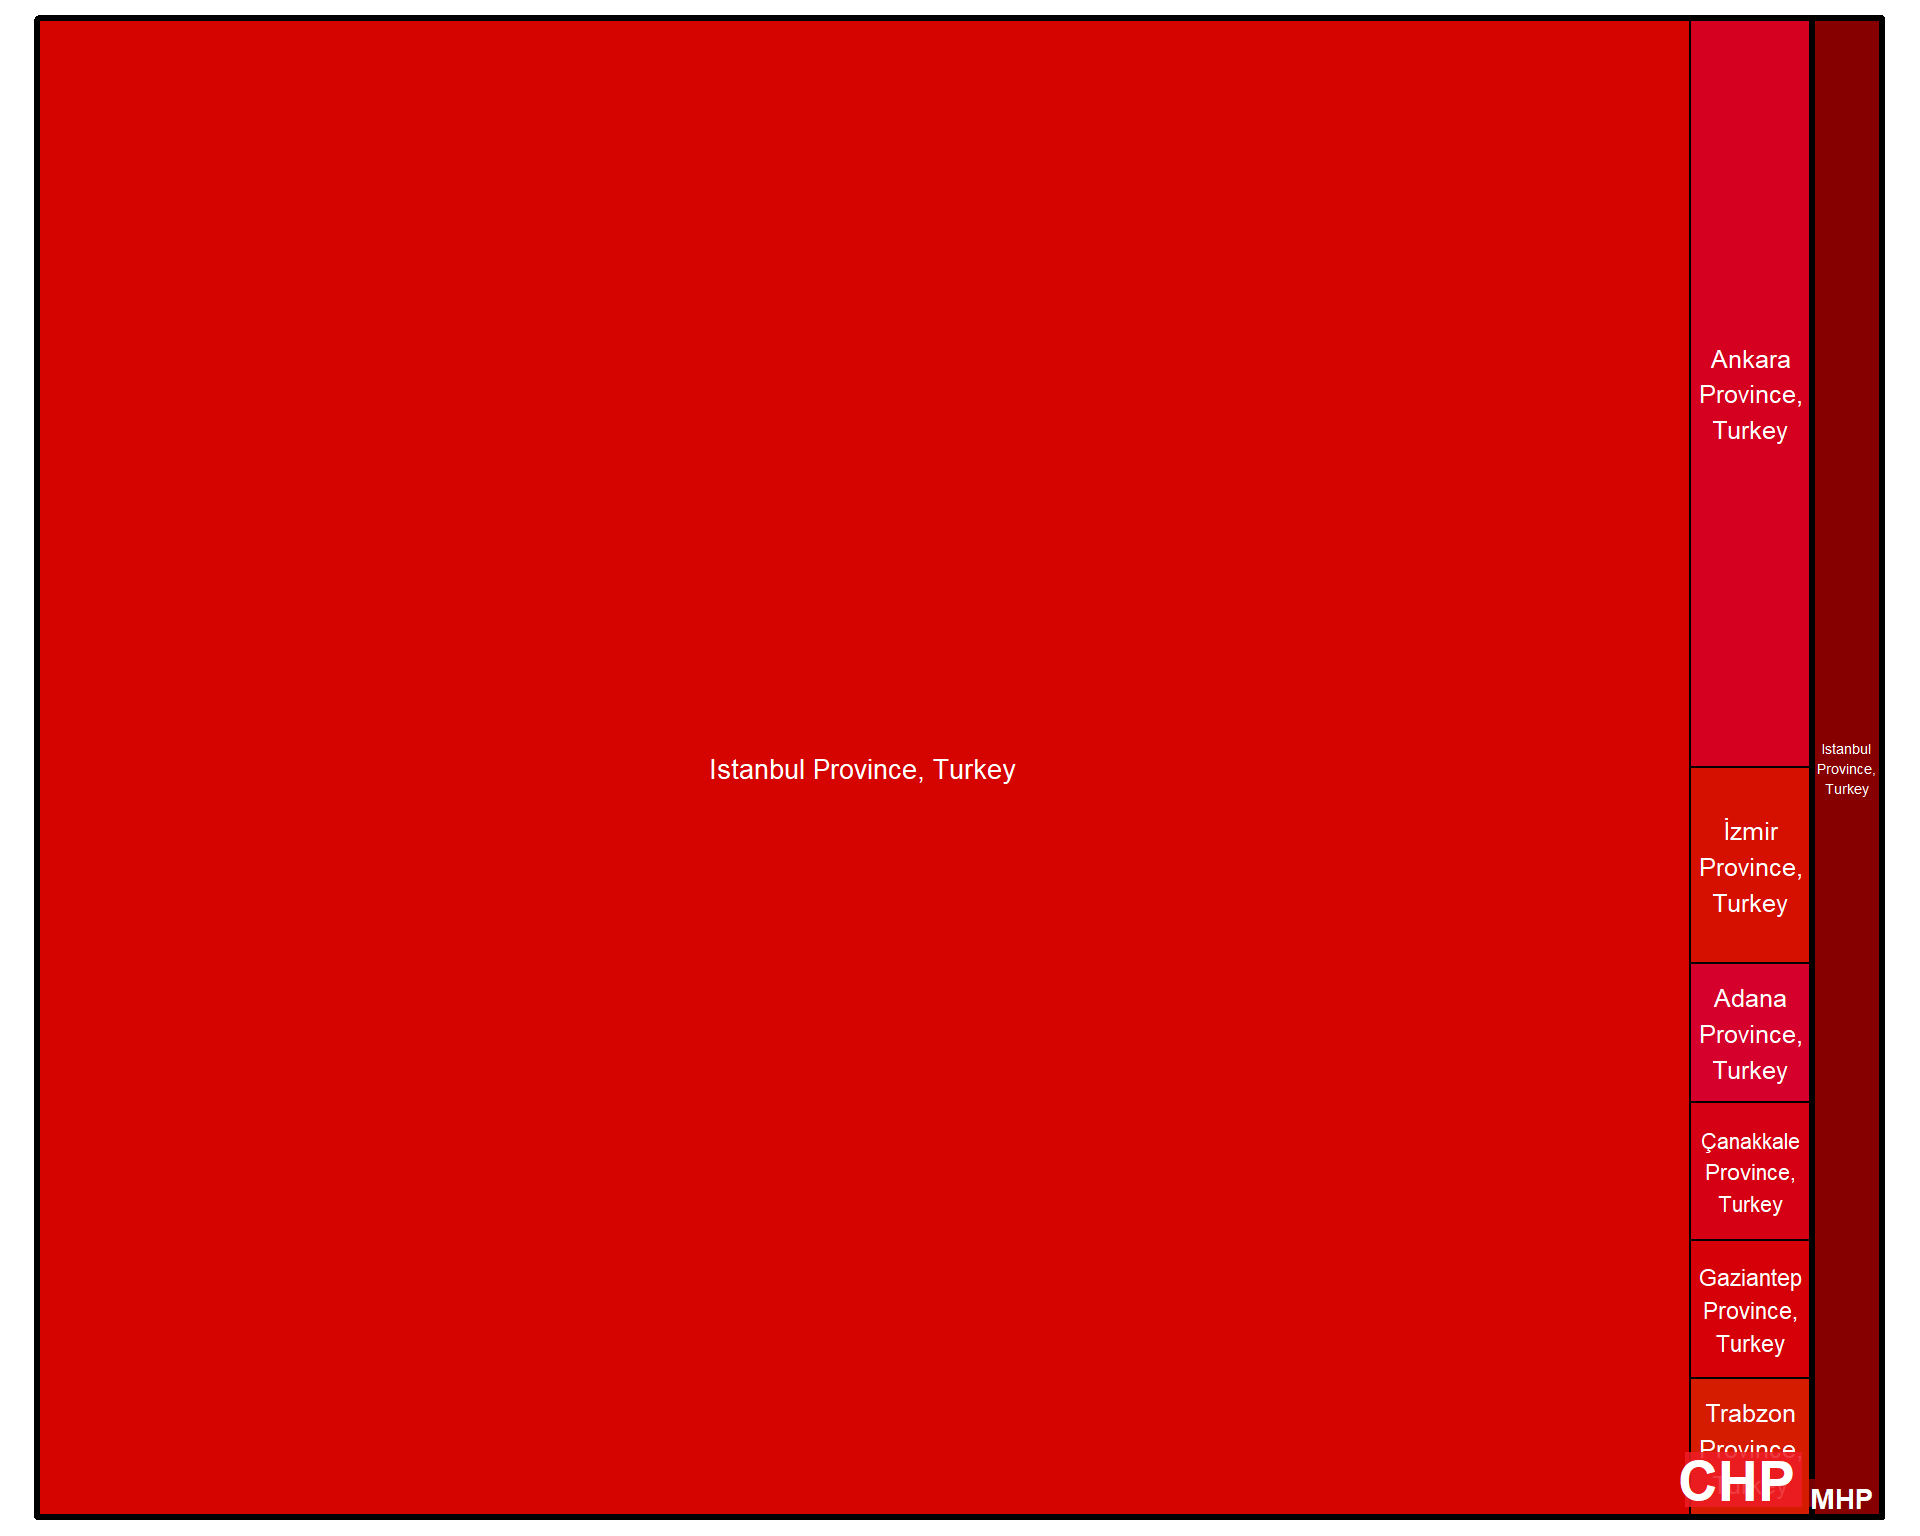 Istanbul Province, Turkey
Ankara
Province,
Turkey
İzmir
Province,
Turkey
Adana
Province,
Turkey
Çanakkale
Province,
Turkey
Gaziantep
Province,
Turkey
Trabzon
Province,
CHP
Istanbul
Province,
Turkey
MHP